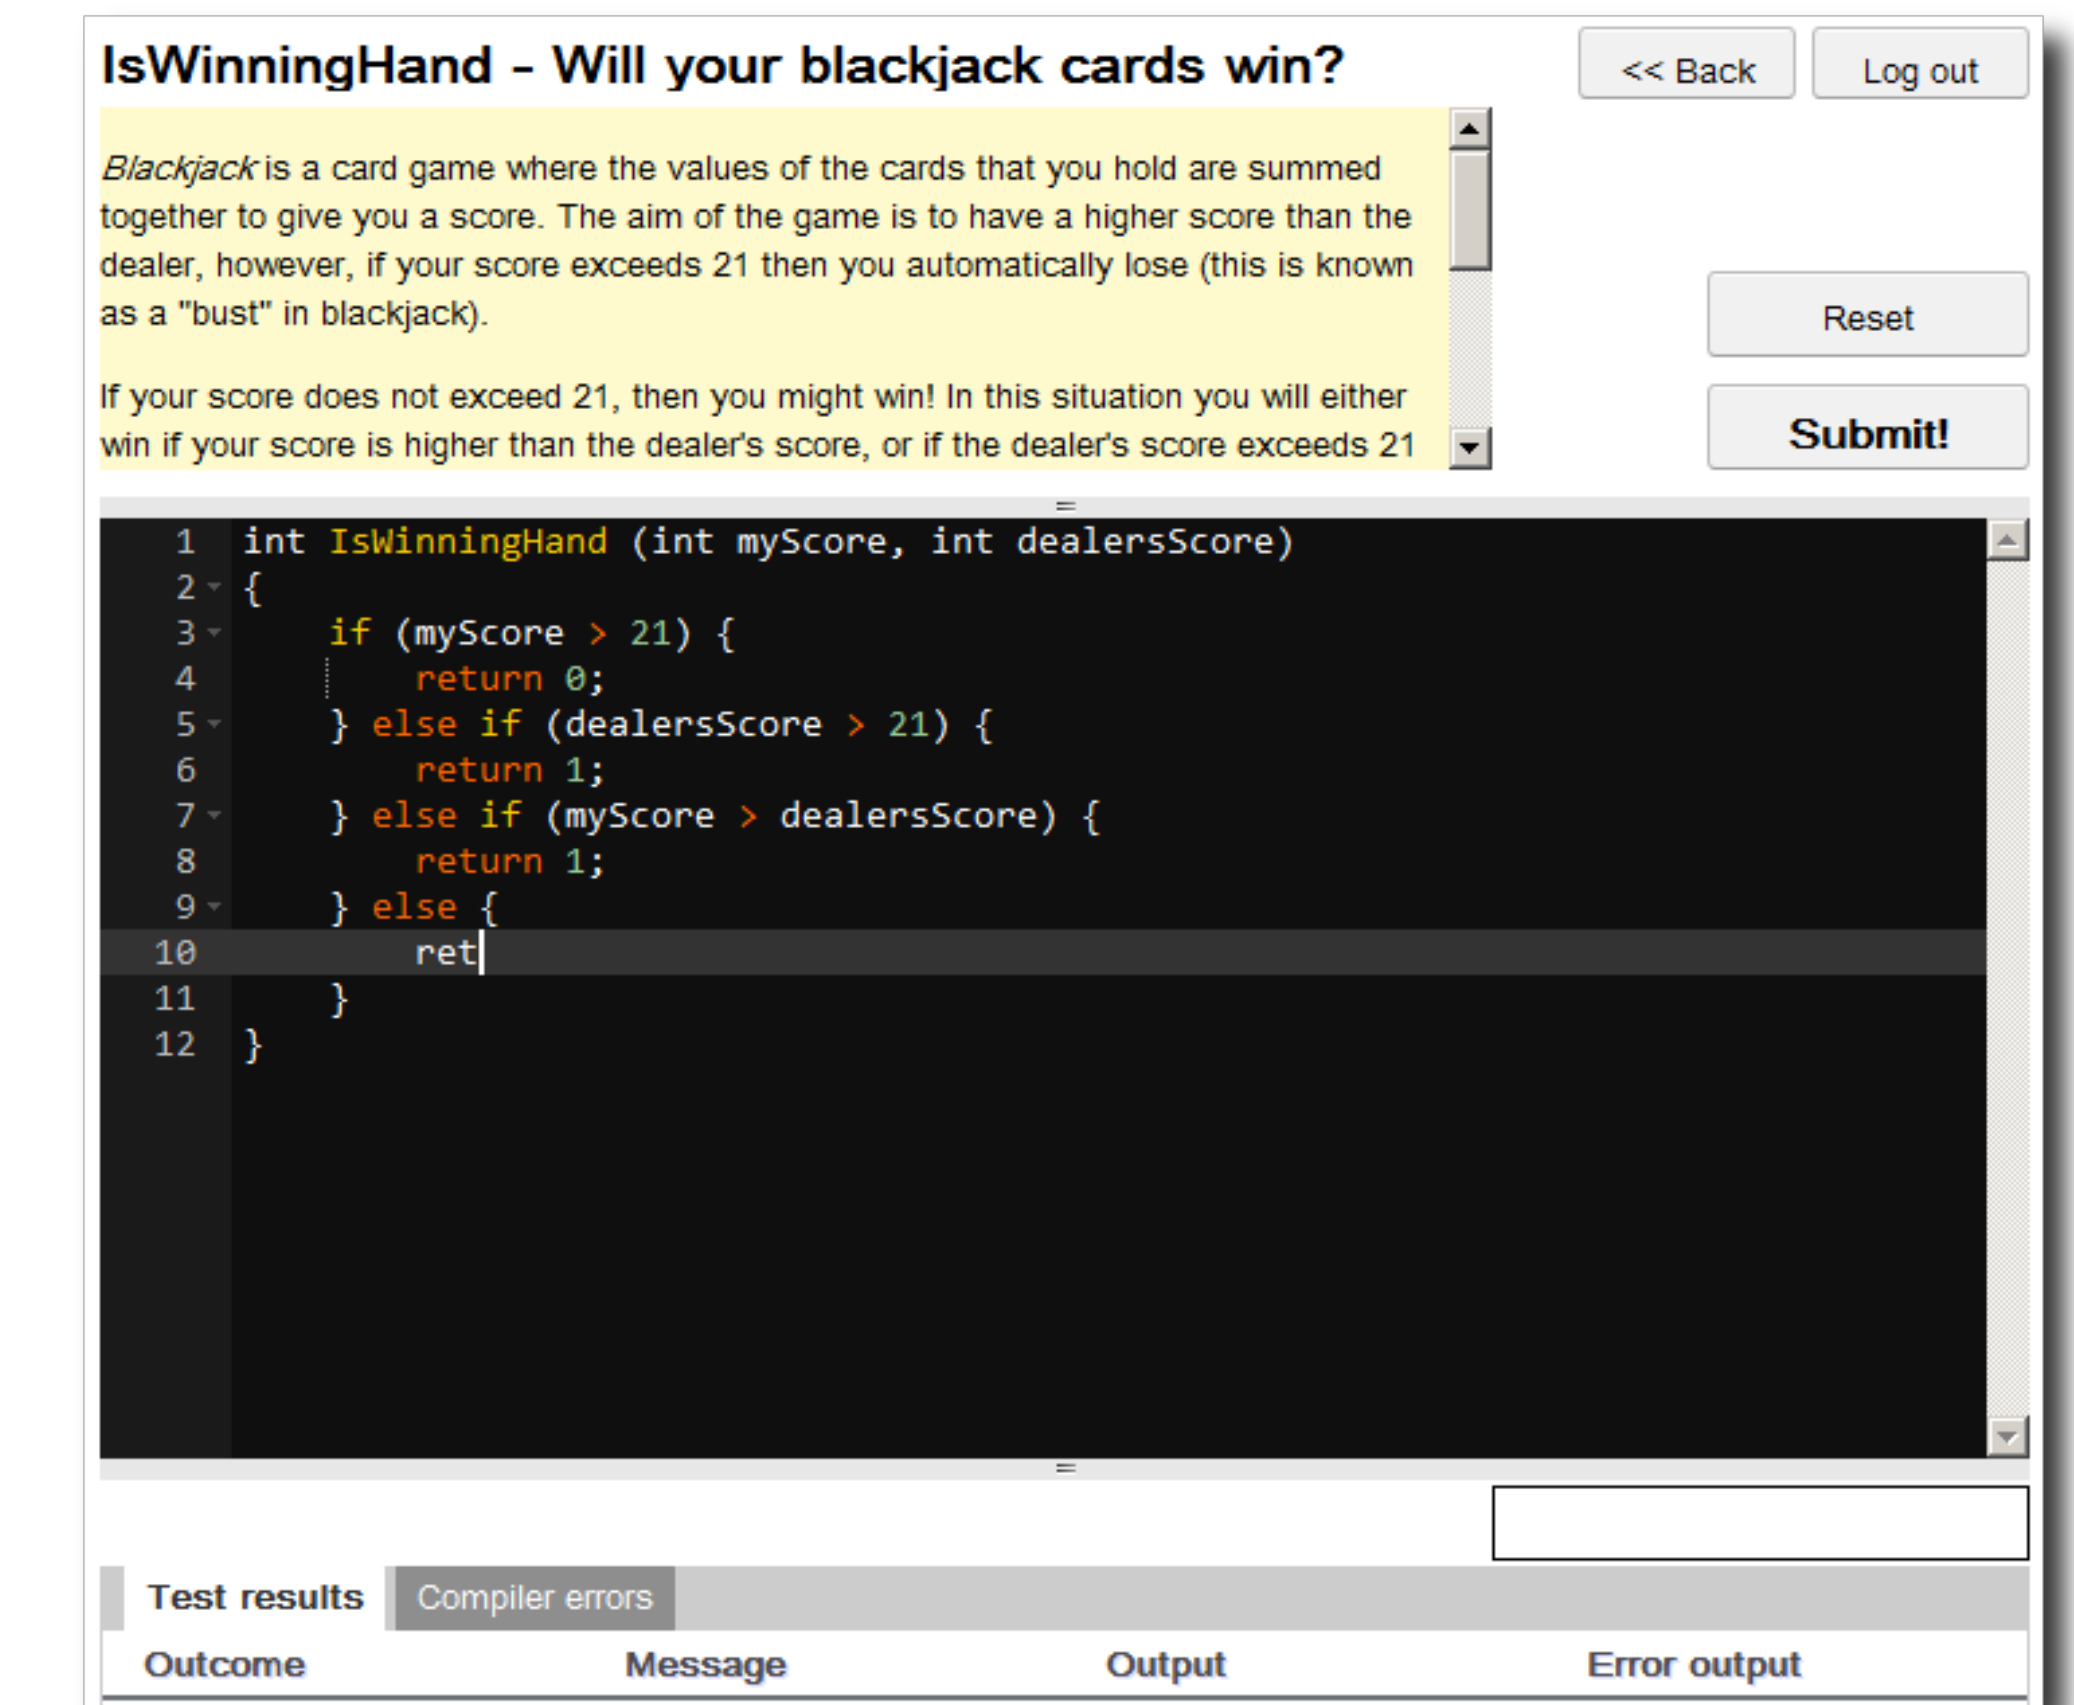 IsWinningHand - Will your blackjack cards win?
<< Back
Log out
Blackjack is a card game where the values of the cards that you hold are summed
together to give you a score. The aim of the game is to have a higher score than the
dealer, however, if your score exceeds 21 then you automatically lose (this is known
as a "bust" in blackjack).
If your score does not exceed 21, then you might win! In this situation you will either
win if your score is higher than the dealer's score, or if the dealer's score exceeds 21
Reset
Submit!
1 int IsWinningHand (int myScore, int dealersScore)
2 {
3     if (myScore > 21) {
4         return 0;
5     } else if (dealersScore > 21) {
6         return 1;
7     } else if (myScore > dealersScore) {
8         return 1;
9     } else {
10         ret
11     }
12 }
Test results
Compiler errors
Outcome Message Output Error output